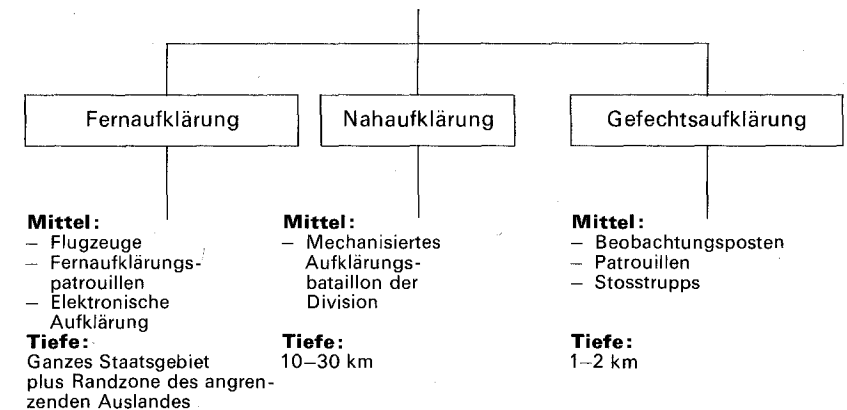 Fernaufklärung
Nahaufklärung
Gefechtsaufklärung
Mittel:
– Flugzeuge
– Fernaufklärungs-
patrouillen
– Elektronische
Aufklärung
Tiefe:
Ganzes Staatsgebiet
plus Randzone des angren-
zenden Auslandes
Mittel:
– Mechanisiertes
Aufklärungs-
bataillon der
Division
Tiefe:
10–30 km
Mittel:
– Beobachtungsposten
– Patrouillen
– Stosstrupps
Tiefe:
1–2 km